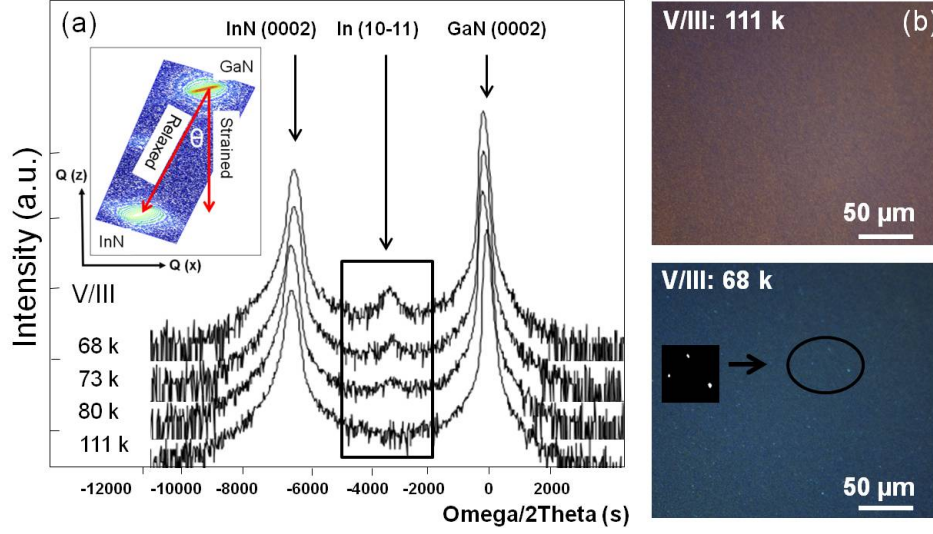 (a)
InN (0002)
In (10-11)
GaN (0002)
GaN
Relaxed
Strained
Q (z)
InN
Q (x)
Intensity (a.u.)
V/III
68 k
73 k
80 k
111 k
-12000
-10000
-8000
-6000
-4000
-2000
0
2000
Omega/2Theta (s)
V/III: 111 k
(b)
50 µm
V/III: 68 k
50 µm